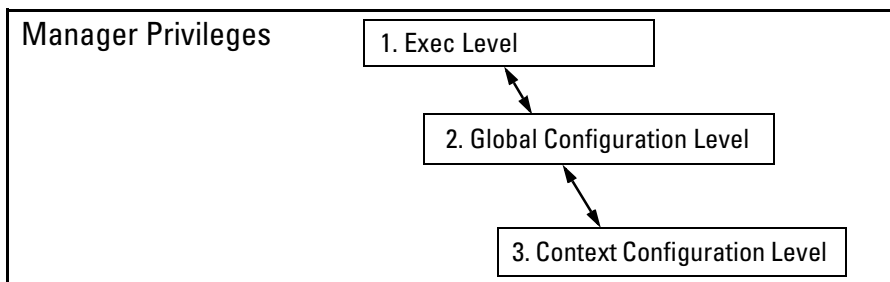 Manager Privileges
1. Exec Level
2. Global Configuration Level
3. Context Configuration Level